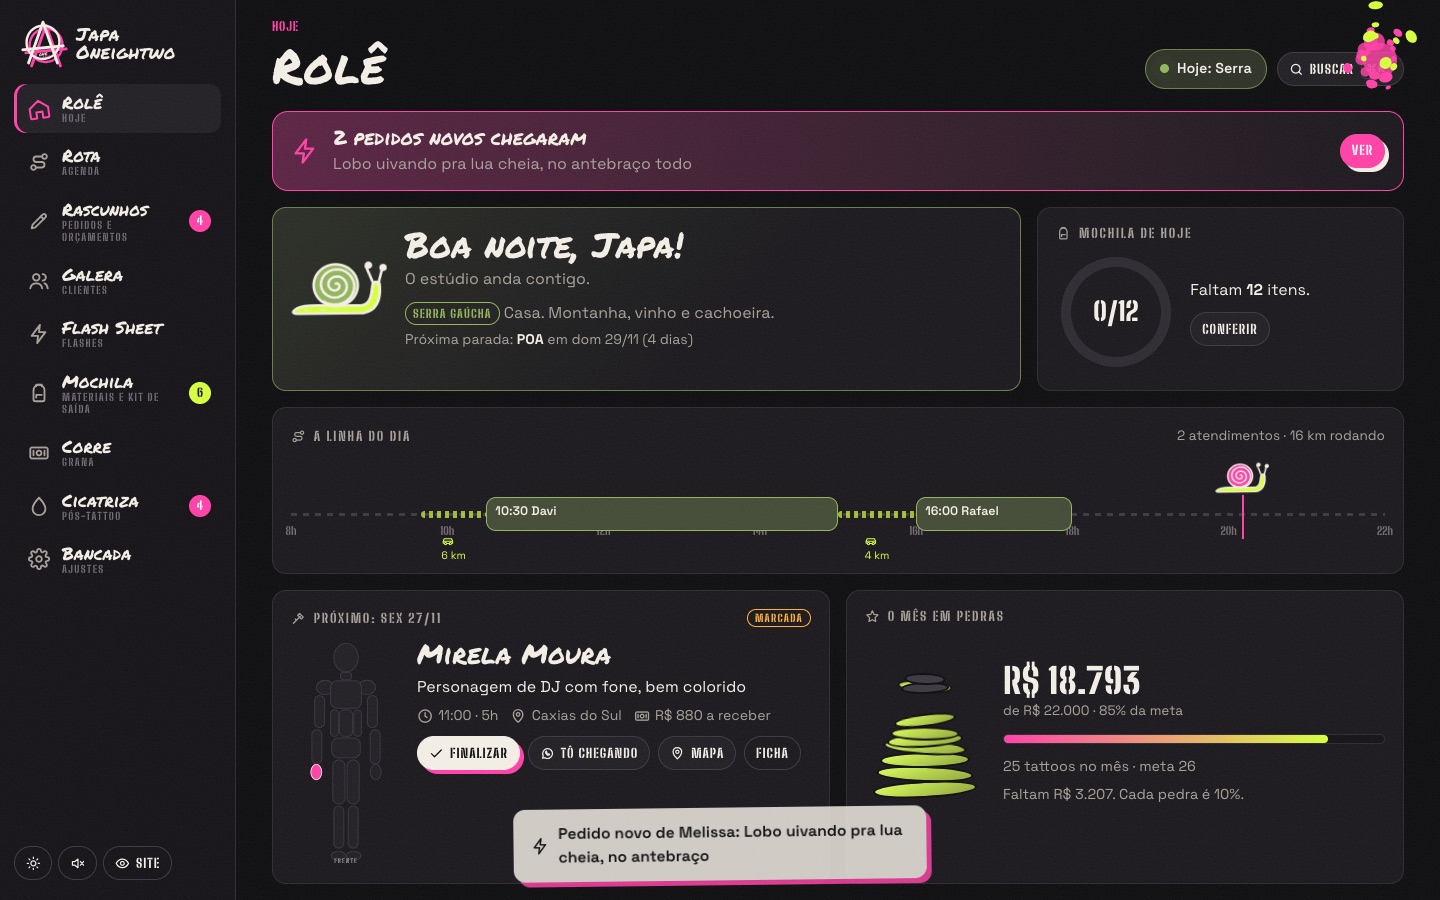 Japa
Oneightwo
Rolê
HOJE
Rota
AGENDA
Rascunhos
PEDIDOS E
ORÇAMENTOS
4
Galera
CLIENTES
Flash Sheet
FLASHES
Mochila
MATERIAIS E KIT DE
SAÍDA
6
Corre
GRANA
Cicatriza
PÓS-TATTOO
4
Bancada
AJUSTES
SITE
HOJE
Rolê
Hoje: Serra
BUSCAR
2 pedidos novos chegaram
Lobo uivando pra lua cheia, no antebraço todo
VER
Boa noite, Japa!
O estúdio anda contigo.
SERRA GAÚCHA Casa. Montanha, vinho e cachoeira.
Próxima parada: POA em dom 29/11 (4 dias)
MOCHILA DE HOJE
0/12
Faltam 12 itens.
CONFERIR
A LINHA DO DIA
2 atendimentos · 16 km rodando
10:30 Davi
16:00 Rafael
8h
10h
12h
14h
16h
18h
20h
22h
6 km
4 km
PRÓXIMO: SEX 27/11
MARCADA
Mirela Moura
Personagem de DJ com fone, bem colorido
11:00 · 5h
Caxias do Sul
R$ 880 a receber
FINALIZAR
TÔ CHEGANDO
MAPA
FICHA
FRENTE
O MÊS EM PEDRAS
R$ 18.793
de R$ 22.000 · 85% da meta
25 tattoos no mês · meta 26
Faltam R$ 3.207. Cada pedra é 10%.
Pedido novo de Melissa: Lobo uivando pra lua
cheia, no antebraço